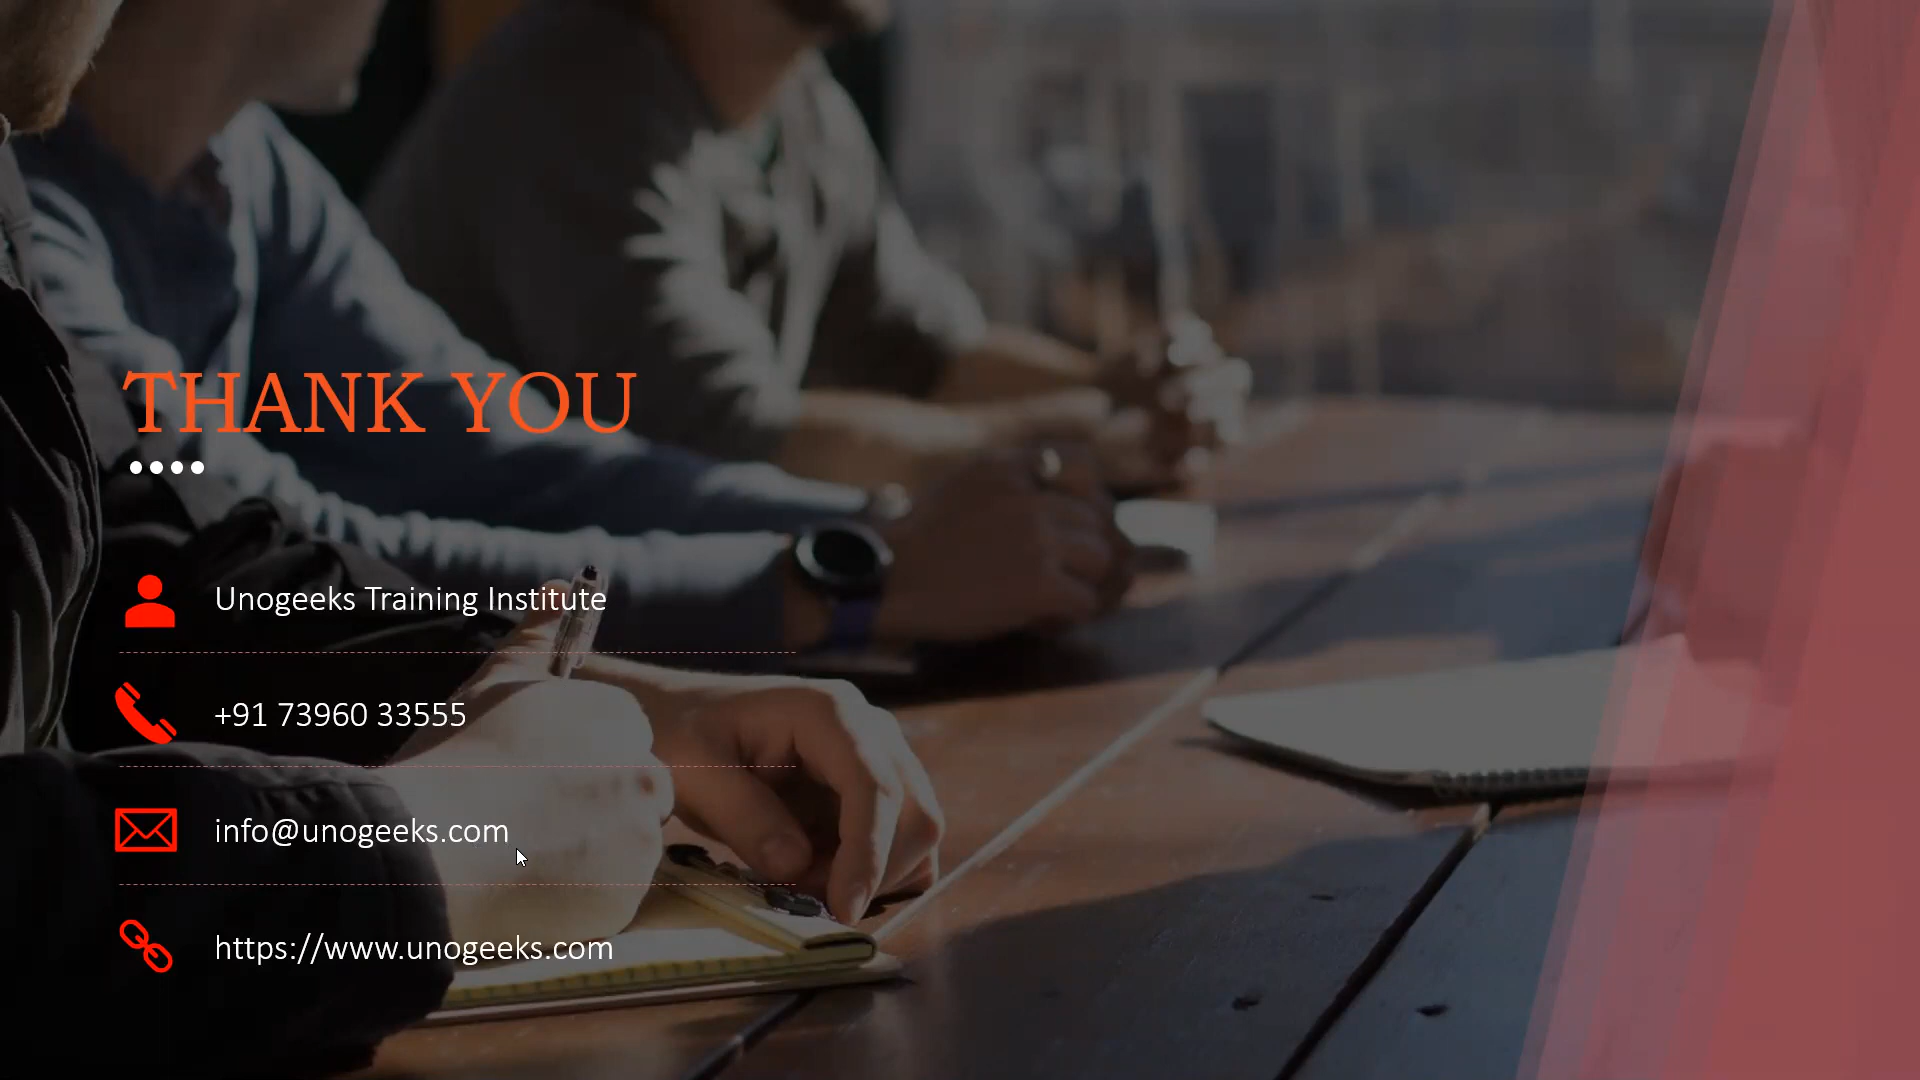 THANK YOU
Unogeeks Training Institute
+91 73960 33555
info@unogeeks.com
https://www.unogeeks.com